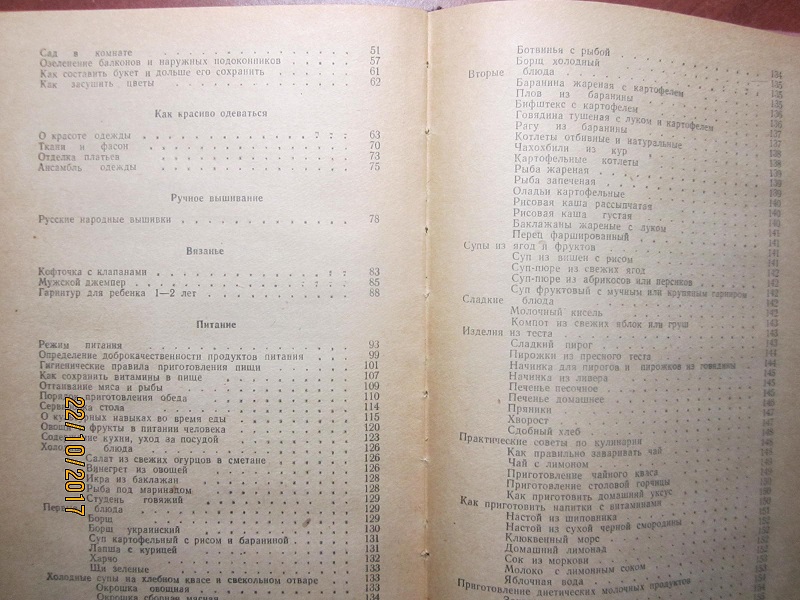 Сад в комнате 51
Озеленение балконов и наружных подоконников 57
Как составить букет и дольше его сохранить 61
Как засушить цветы 62
Как красиво одеваться
О красоте одежды 63
Ткани и фасон 70
Отделка платьев 73
Ансамбль одежды 75
Ручное вышивание
Русские народные вышивки 78
Вязанье
Кофточка с клапанами 83
Мужской джемпер 85
Гарнитур для ребенка 1—2 лет 88
Питание
Режим питания 93
Определение доброкачественности продуктов питания 99
Гигиенические правила приготовления пищи 101
Как сохранить витамины в пище 107
Оттаивание мяса и рыбы 109
приготовления обеда 110
стола 114
О навыках во время еды 115
фрукты в питании человека 120
кухни, уход за посудой 123
блюда 126
Салат из свежих огурцов в сметане 126
Винегрет из овощей 126
Икра из баклажан 128
Рыба под маринадом 128
Студень говяжий 129
блюда 129
Борщ 129
Борщ украинский 130
Суп картофельный с рисом и бараниной 131
Лапша с курицей 131
Харчо 132
Щи зеленые 133
Холодные супы на хлебном квасе и свекольном отваре 133
Окрошка овощная 133
Окрошка сборная мясная 134
22/10/2017
Ботвинья с рыбой
Борщ холодный
Вторые блюда 134
Баранина жареная с картофелем
Плов из баранины
Бифштекс с картофелем
Говядина тушеная с луком и картофелем
Рагу из баранины
Котлеты отбивные и натуральные
Чахохбили из кур
Картофельные котлеты
Рыба жареная
Рыба запеченая
Оладьи картофельные
Рисовая каша рассыпчатая
Рисовая каша густая
Баклажаны жареные с луком
Перец фаршированный
Супы из ягод и фруктов
Суп из вишен с рисом
Суп-пюре из свежих ягод
Суп-пюре из абрикосов или персиков
Суп фруктовый с мучным или крупяным гарниром
Сладкие блюда
Молочный кисель
Компот из свежих яблок или груш
Изделия из теста
Сладкий пирог
Пирожки из пресного теста
Начинка для пирогов и пирожков из говядины
Начинка из ливера
Печенье песочное
Печенье домашнее
Пряники
Хворост
Сдобный хлеб
Практические советы по кулинарии
Как правильно заваривать чай
Чай с лимоном
Приготовление чайного кваса
Приготовление столовой горчицы
Как приготовить домашний уксус
Как приготовить напитки с витаминами
Настой из шиповника
Настой из сухой черной смородины
Клюквенный морс
Домашний лимонад
Сок из моркови
Молоко с лимонным соком
Яблочная вода
Приготовление диетических молочных продуктов